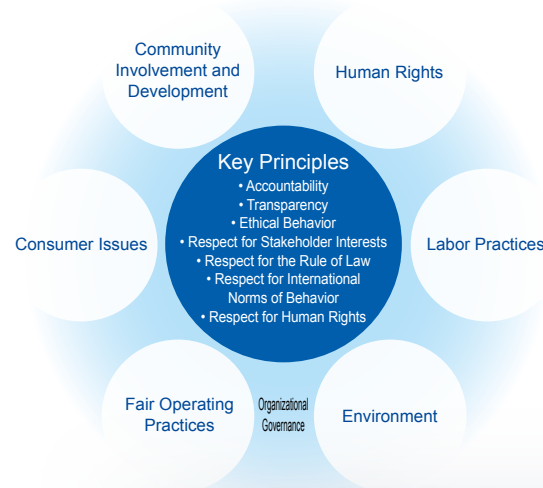 Community
Involvement and
Development
Human Rights
Key Principles
• Accountability
• Transparency
• Ethical Behavior
• Respect for Stakeholder Interests
• Respect for the Rule of Law
• Respect for International
Norms of Behavior
• Respect for Human Rights
Consumer Issues
Labor Practices
Fair Operating
Practices
Organizational
Governance
Environment